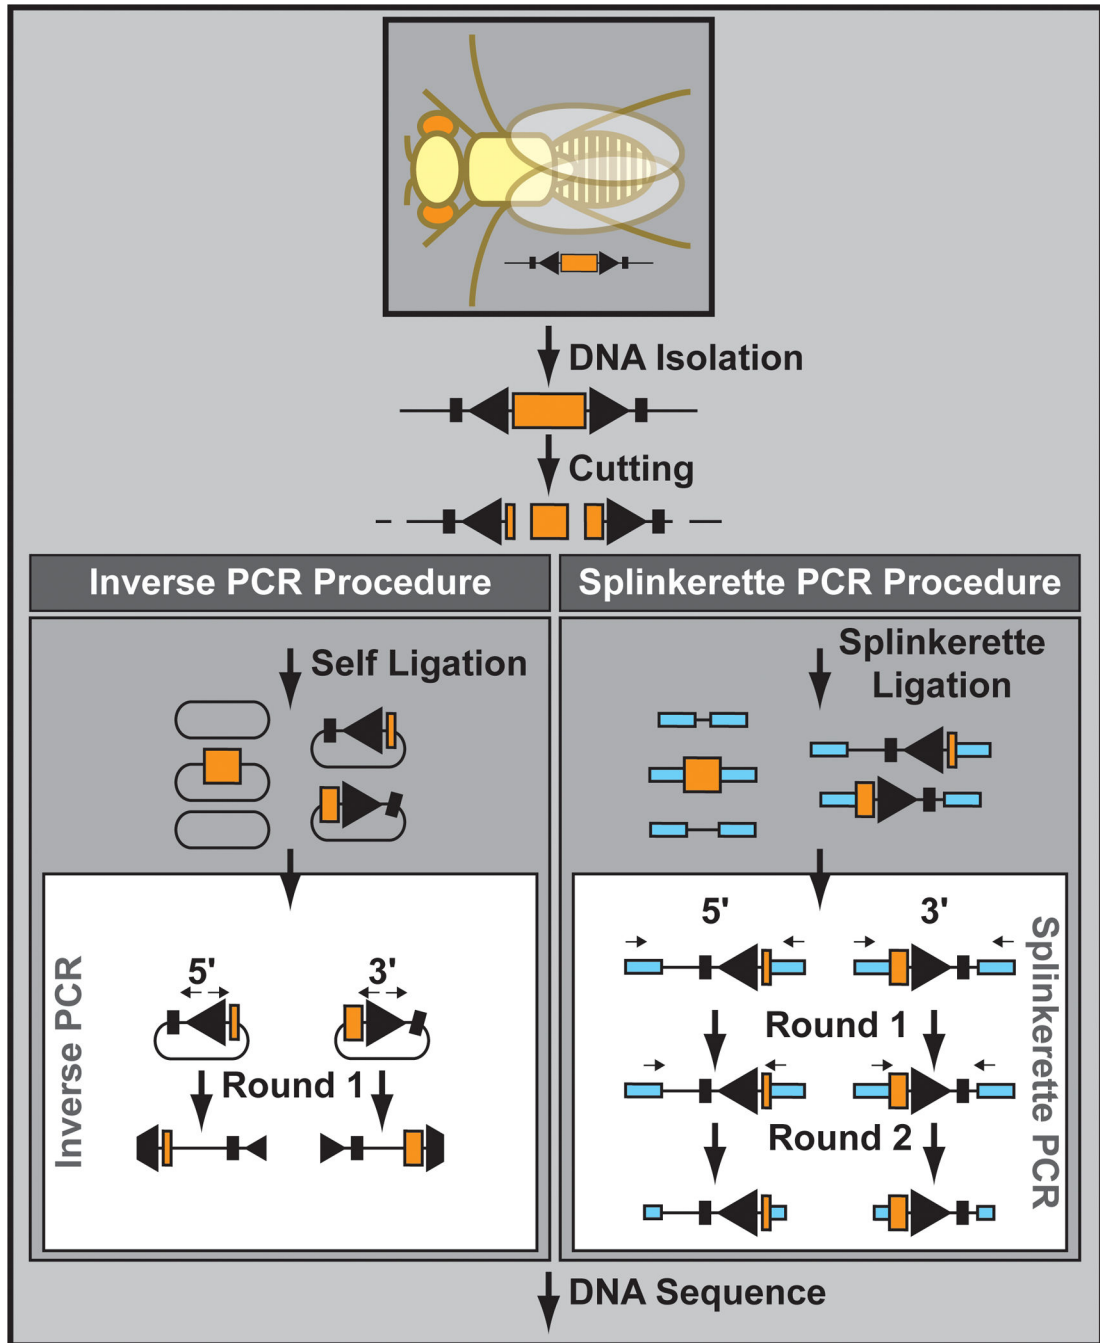 DNA Isolation
Cutting
Inverse PCR Procedure
Splinkerette PCR Procedure
Self Ligation
Splinkerette
Ligation
Inverse PCR
5'
3'
Round 1
5'
3'
Round 1
Round 2
Splinkerette PCR
DNA Sequence